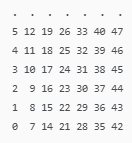 . . . . . . .
5 12 19 26 33 40 47
4 11 18 25 32 39 46
3 10 17 24 31 38 45
2 9 16 23 30 37 44
1 8 15 22 29 36 43
0 7 14 21 28 35 42